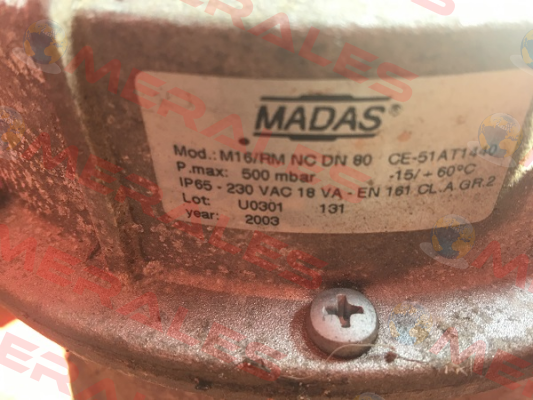 MADAS®
Mod.: M16/RM NC DN 80 CE-51AT1440
P.max: 500 mbar -15/+60°C
IP65 - 230 VAC 18 VA - EN 161 CL.A GR.2
Lot: U0301 131
year: 2003
MERALES